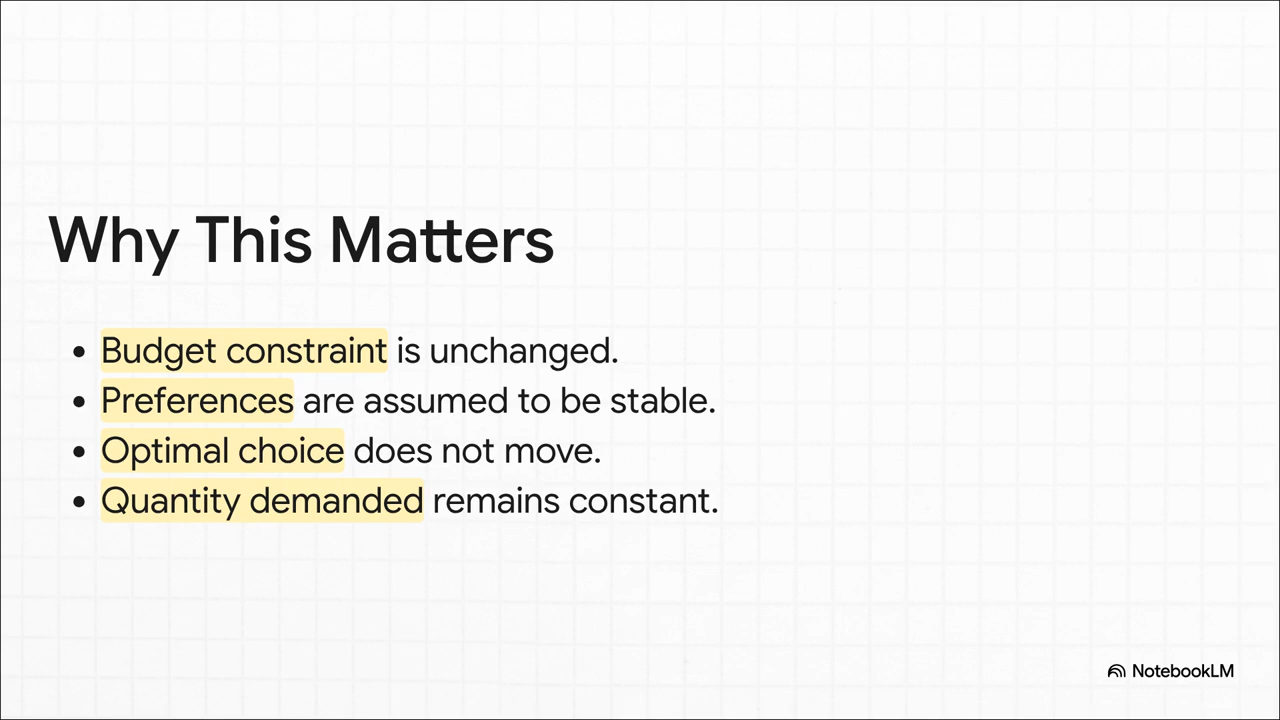 Why This Matters
• Budget constraint is unchanged.
• Preferences are assumed to be stable.
• Optimal choice does not move.
• Quantity demanded remains constant.
NotebookLM